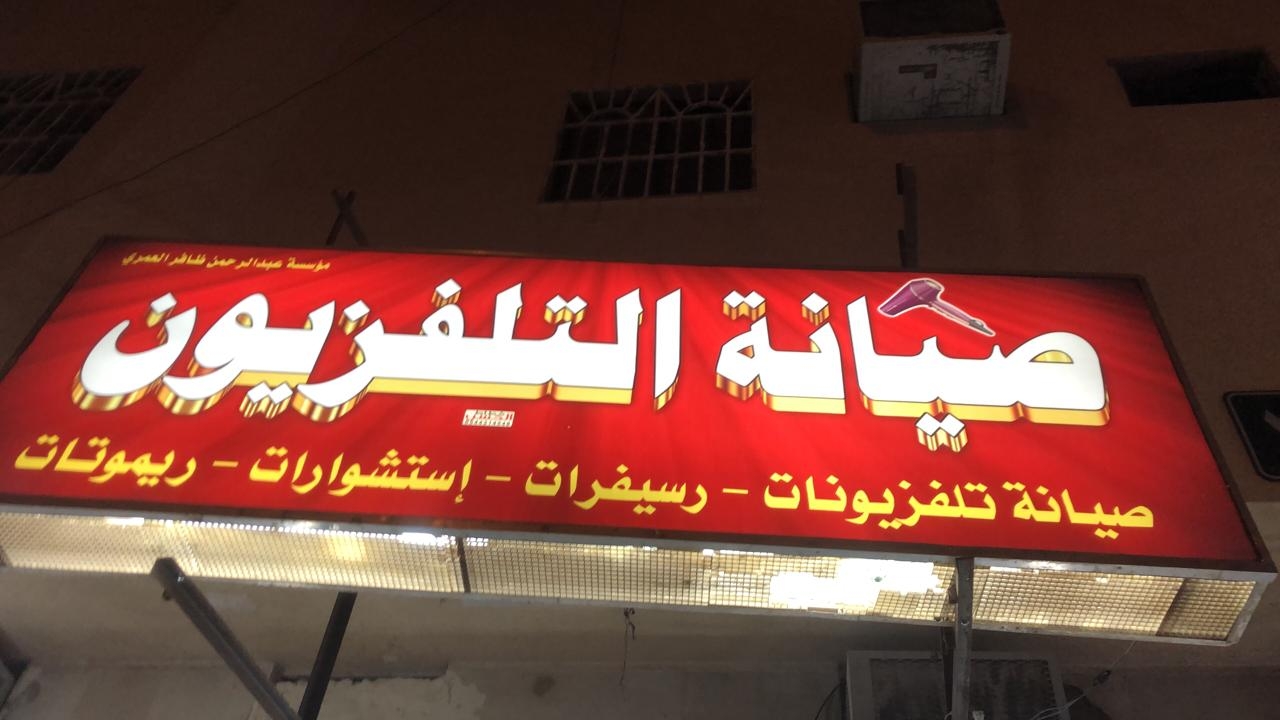 مؤسسة عبدالرحمن ظافر العمري
صيانة التلفزيون
صيانة تلفزيونات - رسيفرات - إستشوارات - ريموتات